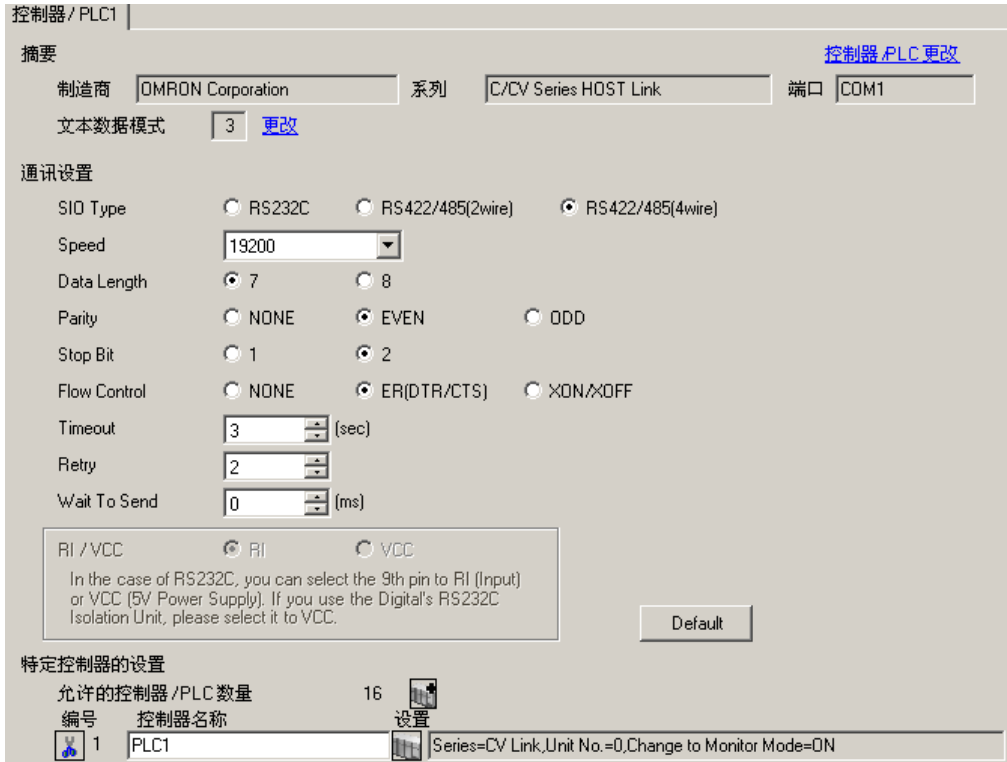 控制器/PLC1
摘要 控制器/PLC更改
制造商 OMRON Corporation 系列 C/CV Series HOST Link 端口 COM1
文本数据模式 3 更改
通讯设置
SIO Type RS232C RS422/485(2wire) RS422/485(4wire)
Speed 19200
Data Length 7 8
Parity NONE EVEN ODD
Stop Bit 1 2
Flow Control NONE ER(DTR/CTS) XON/XOFF
Timeout 3 (sec)
Retry 2
Wait To Send 0 (ms)
RI / VCC RI VCC
In the case of RS232C, you can select the 9th pin to RI (Input)
or VCC (5V Power Supply). If you use the Digital's RS232C
Isolation Unit, please select it to VCC.
Default
特定控制器的设置
允许的控制器/PLC数量 16
编号 控制器名称 设置
1 PLC1 Series=CV Link,Unit No.=0,Change to Monitor Mode=ON